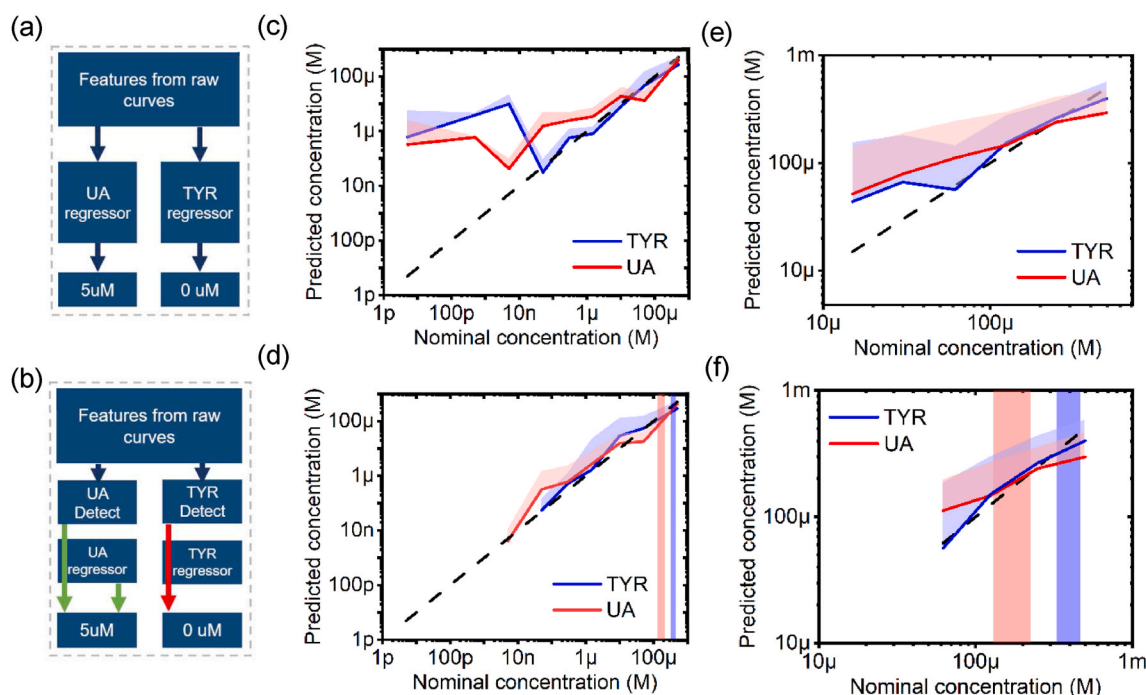 (a)
Features from raw
curves
UA
regressor
TYR
regressor
5uM
0 uM
(b)
Features from raw
curves
UA
Detect
TYR
Detect
UA
regressor
TYR
regressor
5uM
0 uM
(c)
Predicted concentration (M)
100µ
1µ
10n
100p
1p
TYR
UA
1p
100p
10n
1µ
100µ
Nominal concentration (M)
(d)
Predicted concentration (M)
100µ
1µ
10n
100p
1p
TYR
UA
1p
100p
10n
1µ
100µ
Nominal concentration (M)
(e)
Predicted concentration (M)
1m
100µ
10µ
TYR
UA
10µ
100µ
Nominal concentration (M)
(f)
Predicted concentration (M)
1m
100µ
10µ
TYR
UA
10µ
100µ
1m
Nominal concentration (M)